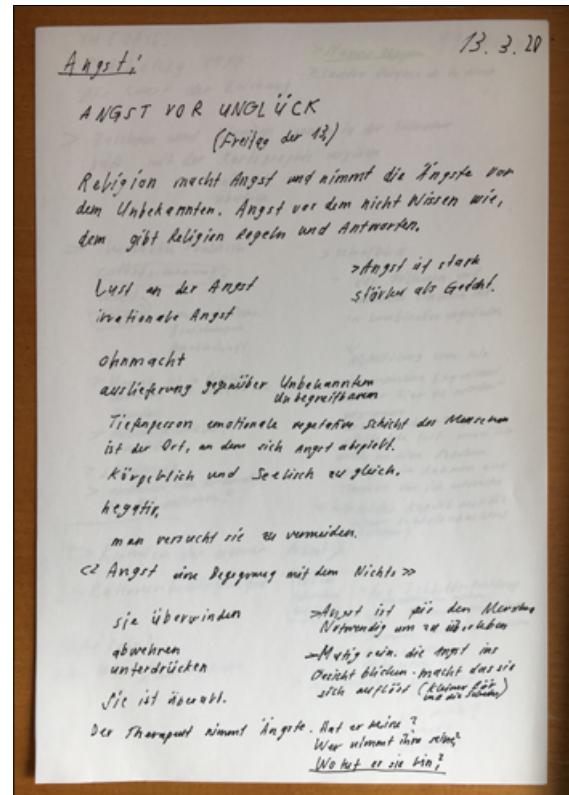 13.3.20
Angst:
ANGST VOR UNGLÜCK
(Freitag der 13.)
Religion macht Angst und nimmt die Ängste vor
dem Unbekannten. Angst vor dem nicht Wissen wie,
dem gibt Religion Regeln und Antworten.
Lust an der Angst
irrationale Angst
>Angst ist stark
stärker als Gedcht.
ohnmacht
auslieferung gegenüber Unbekanntem
Unbegreifbarem
Tiefenperson emotionale vegetative Schicht des Menschen
ist der Ort, an dem sich Angst abspielt.
Körperlich und Seelisch zu gleich.
negativ,
man versucht sie zu vermeiden.
<< Angst eine Begegnung mit dem Nichts >>
sie überwinden
abwehren
unterdrücken
Sie ist überall.
>Angst ist für den Menschen
Notwendig um zu überleben
>Mutig sein. die Angst ins
Gesicht blicken - macht das sie
sich auflöst (kleiner Bär
Der Therapeut nimmt Ängste. Hat er keine?
Wer nimmt ihm seine?
Wo tut er sie hin?